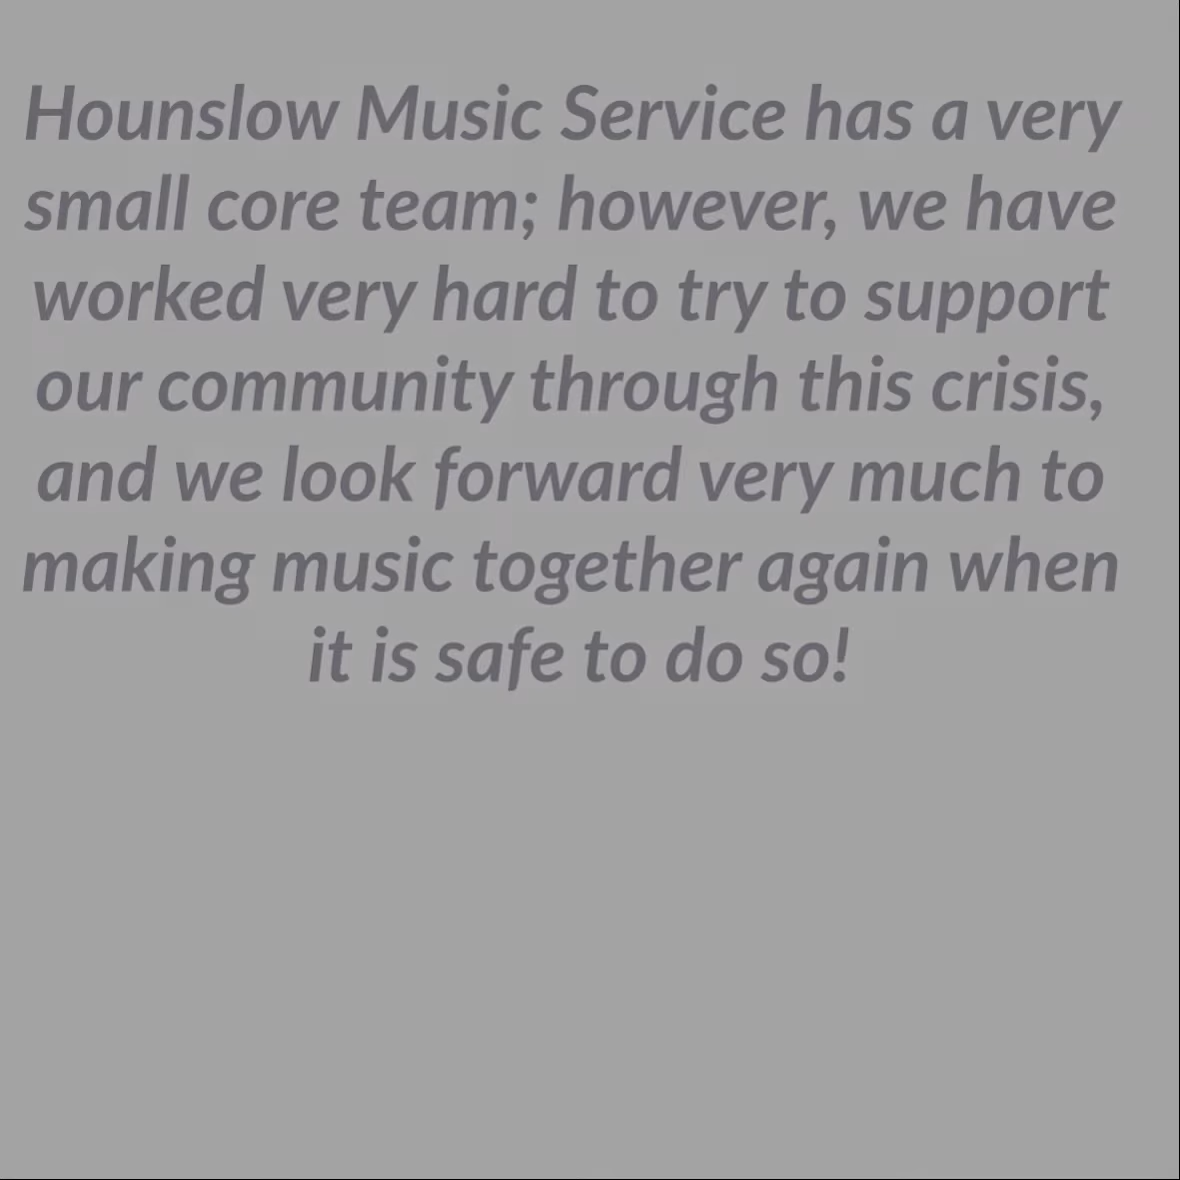 Hounslow Music Service has a very
small core team; however, we have
worked very hard to try to support
our community through this crisis,
and we look forward very much to
making music together again when
it is safe to do so!